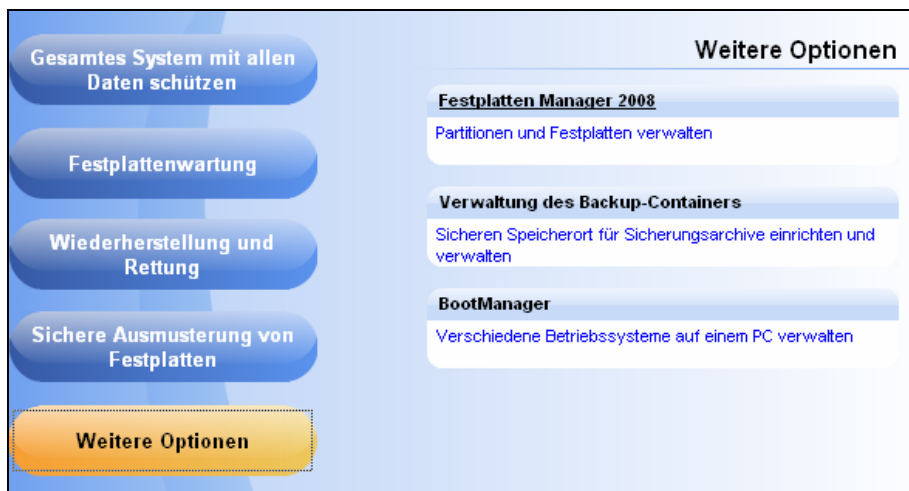 Gesamtes System mit allen
Daten schützen
Festplattenwartung
Wiederherstellung und
Rettung
Sichere Ausmusterung von
Festplatten
Weitere Optionen
Weitere Optionen
Festplatten Manager 2008
Partitionen und Festplatten verwalten
Verwaltung des Backup-Containers
Sicheren Speicherort für Sicherungsarchive einrichten und
verwalten
BootManager
Verschiedene Betriebssysteme auf einem PC verwalten